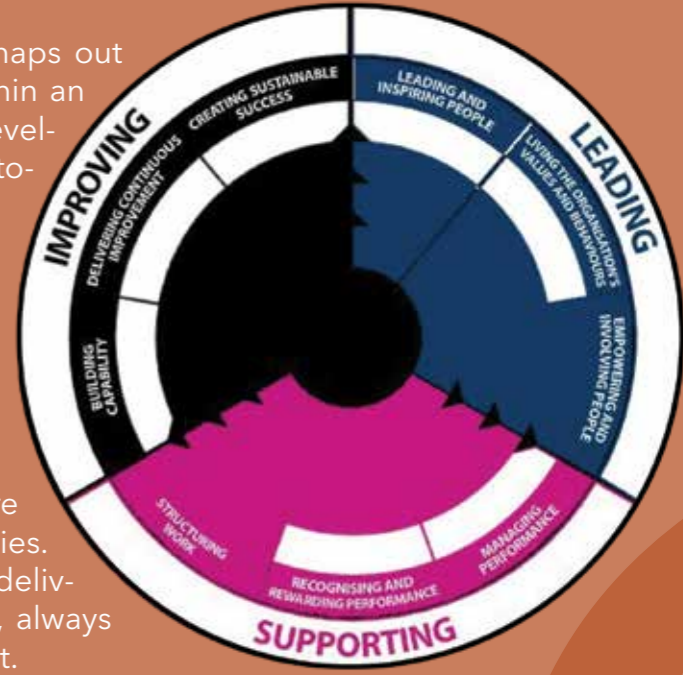 naps out
hin an
evel-
to-
re
ies.
deliv-
, always
t.
IMPROVING
CREATING SUSTAINABLE
SUCCESS
DELIVERING CONTINUOUS
IMPROVEMENT
BUILDING
CAPABILITY
LEADING
LEADING AND
INSPIRING PEOPLE
LIVING THE ORGANISATION'S
VALUES AND BEHAVIOURS
EMPOWERING AND
INVOLVING PEOPLE
SUPPORTING
MANAGING
PERFORMANCE
RECOGNISING AND
REWARDING PERFORMANCE
STRUCTURING
WORK